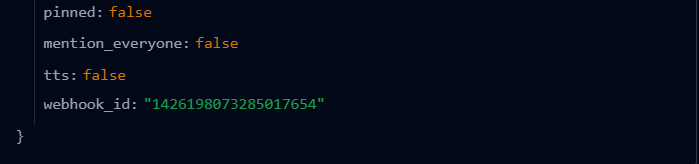 pinned: false
mention_everyone: false
tts: false
webhook_id: "1426198073285017654"
}